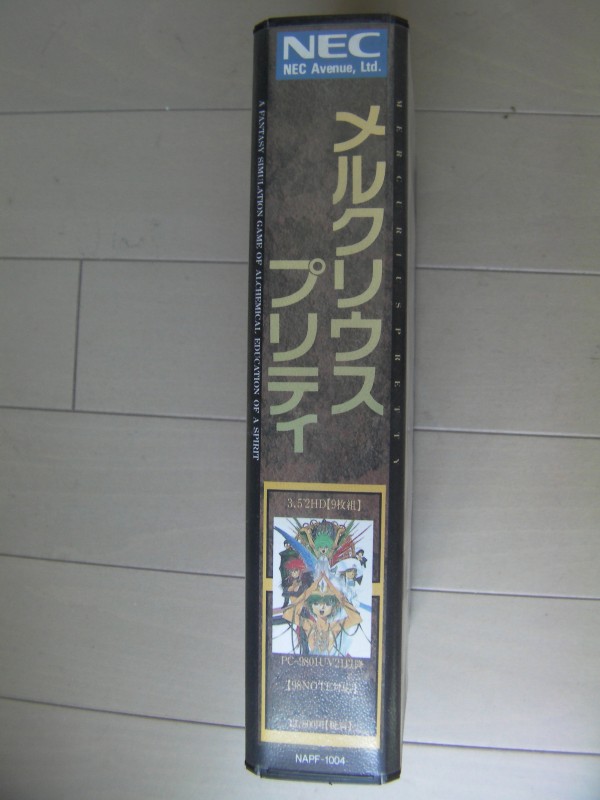 NEC
NEC Avenue, Ltd.
MERCURIUS PRETTY
メルクリウス
プリティ
A FANTASY SIMULATION GAME OF ALCHEMICAL EDUCATION OF A SPIRIT
3.5"2HD【9枚組】
PC-9801UV21以降
【98NOTE対応】
NAPF-1004